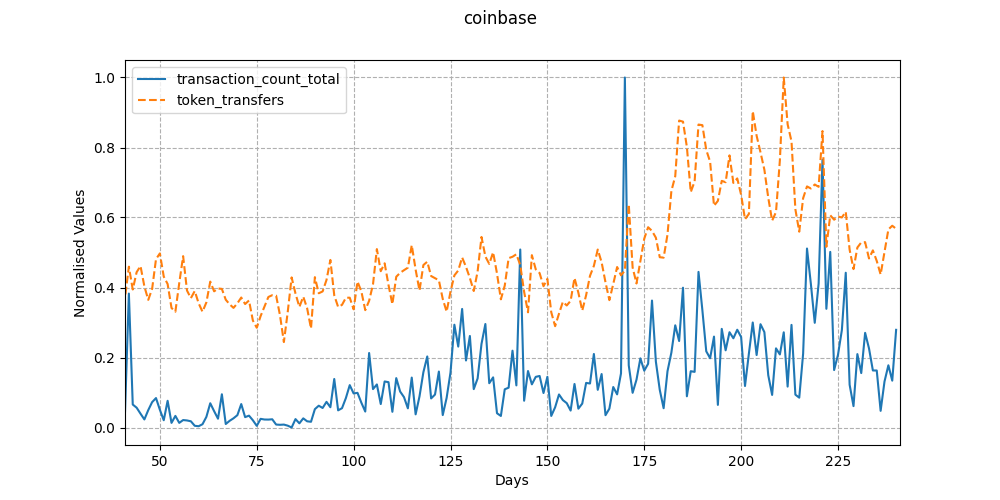 coinbase
transaction_count_total
token_transfers
Normalised Values
1.0
0.8
0.6
0.4
0.2
0.0
50
75
100
125
150
175
200
225
Days